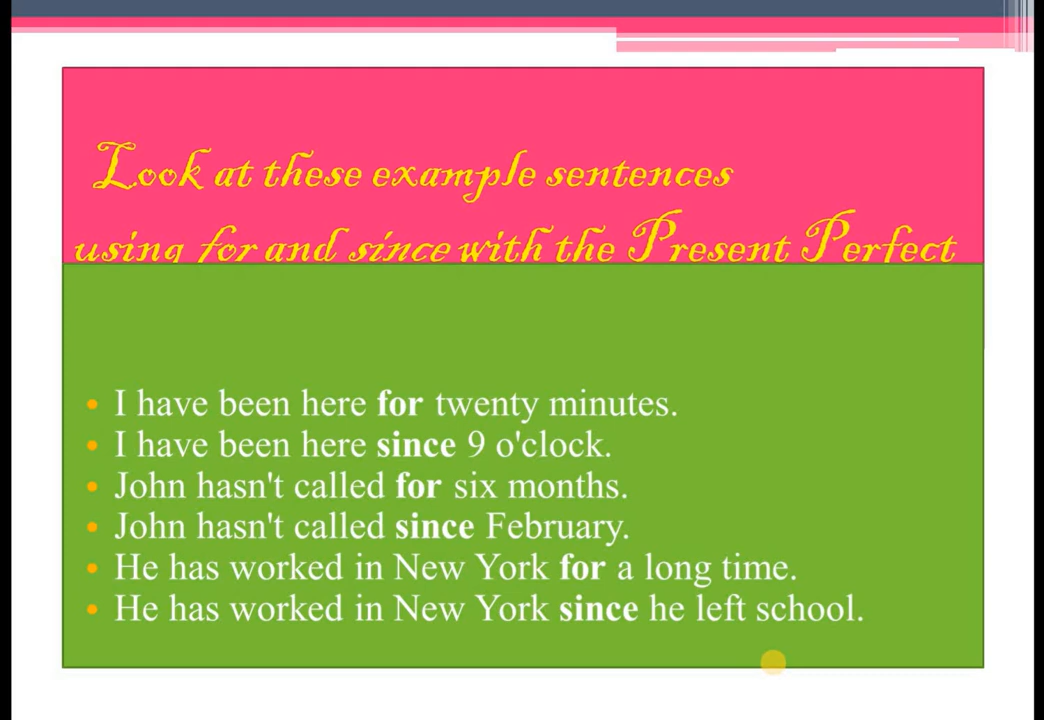 Look at these example sentences
using for and since with the Present Perfect
• I have been here for twenty minutes.
• I have been here since 9 o'clock.
• John hasn't called for six months.
• John hasn't called since February.
• He has worked in New York for a long time.
• He has worked in New York since he left school.